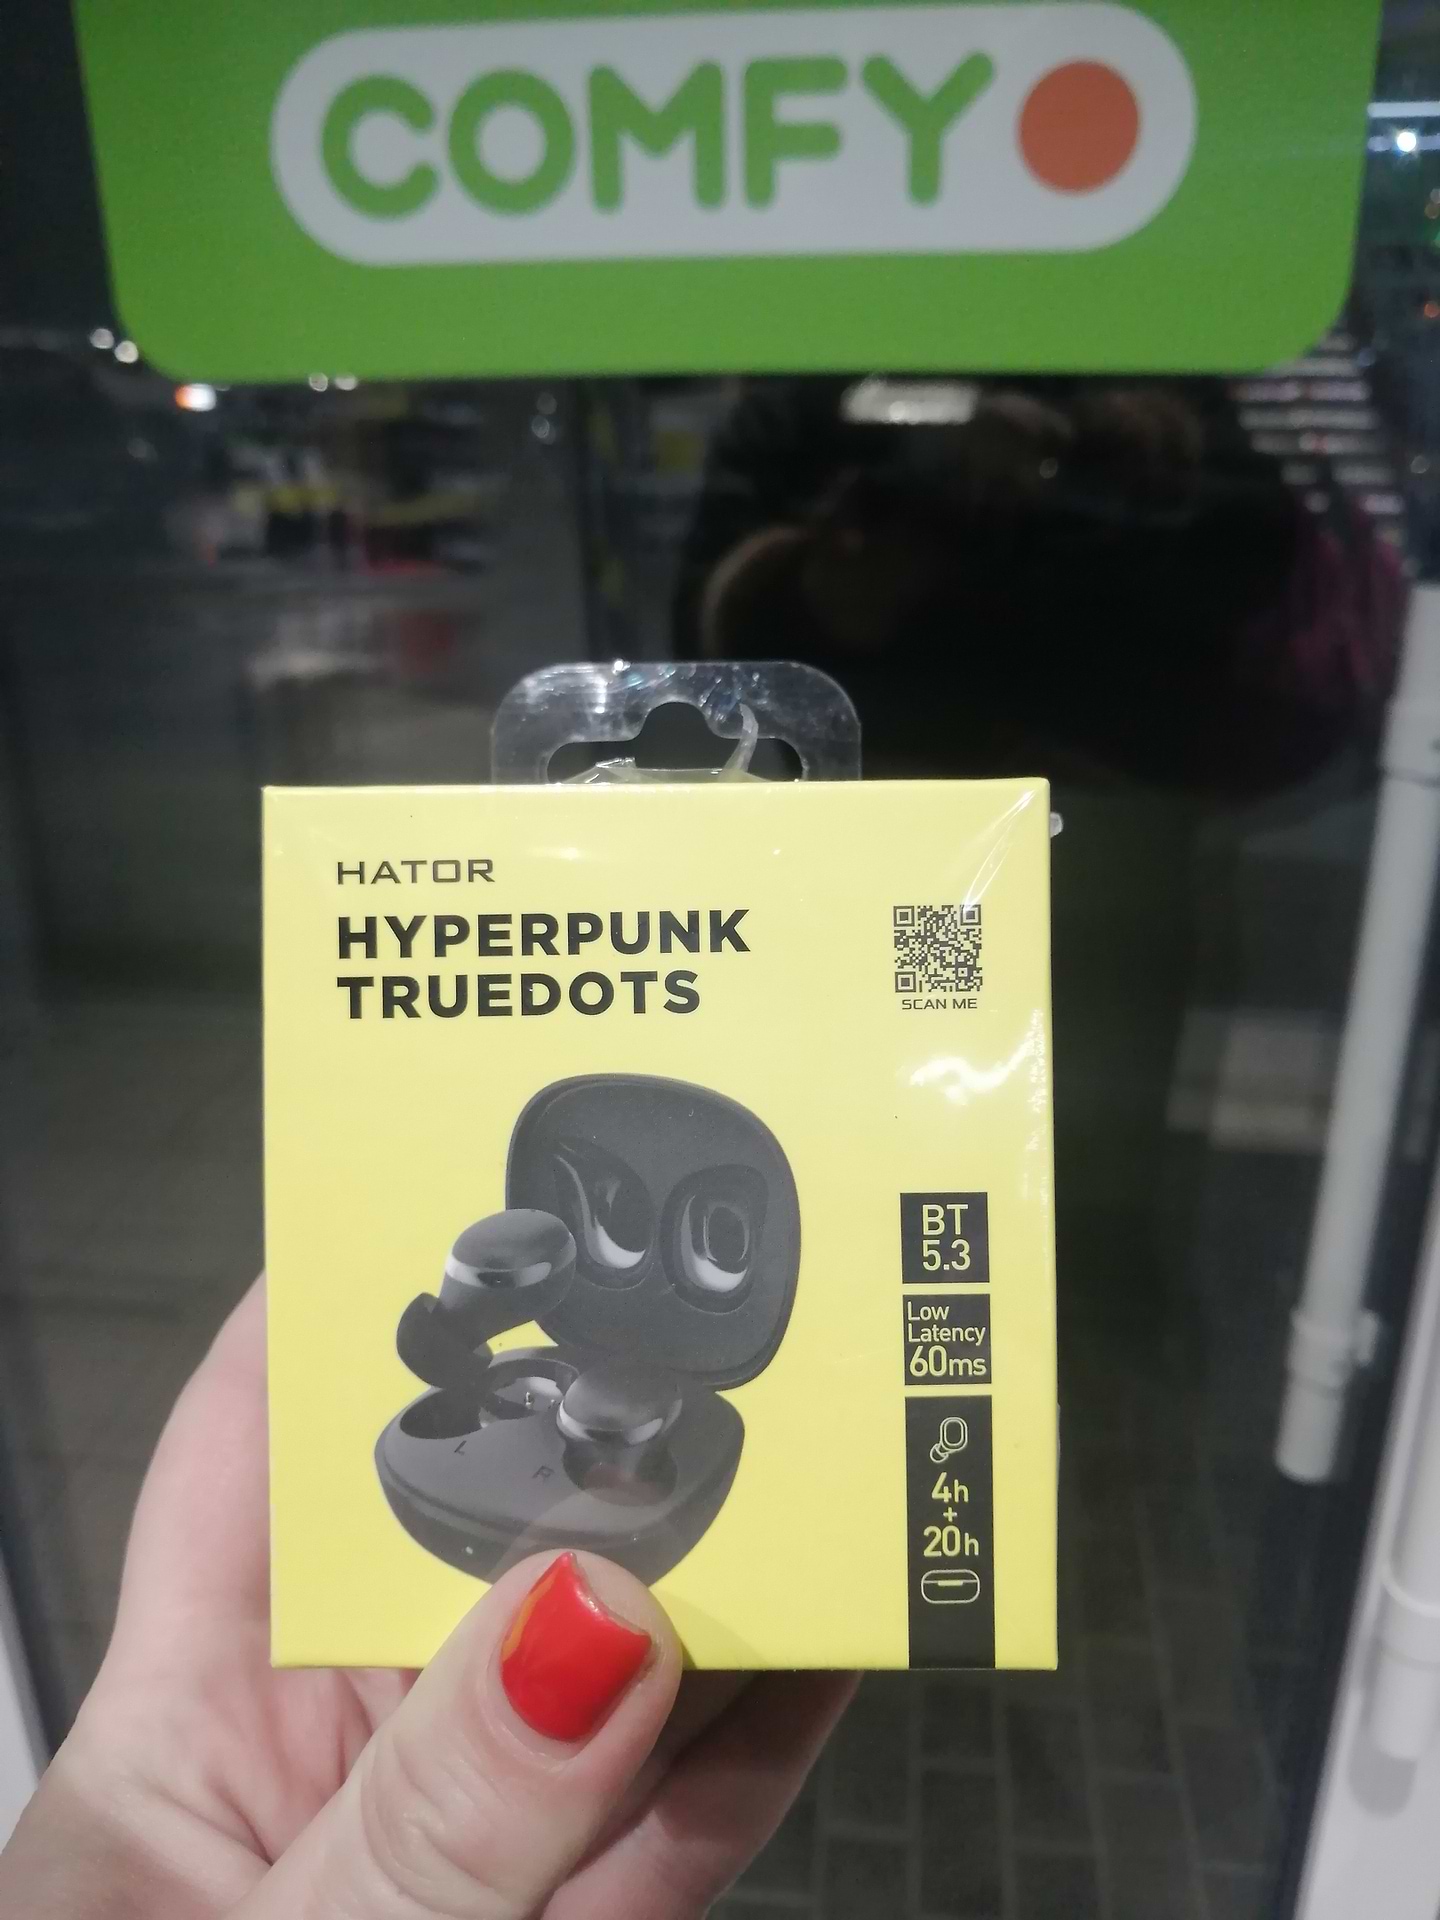 COMFY
HATOR
HYPERPUNK
TRUEDOTS
SCAN ME
BT
5.3
Low
Latency
60ms
4h
+
20h
L
R